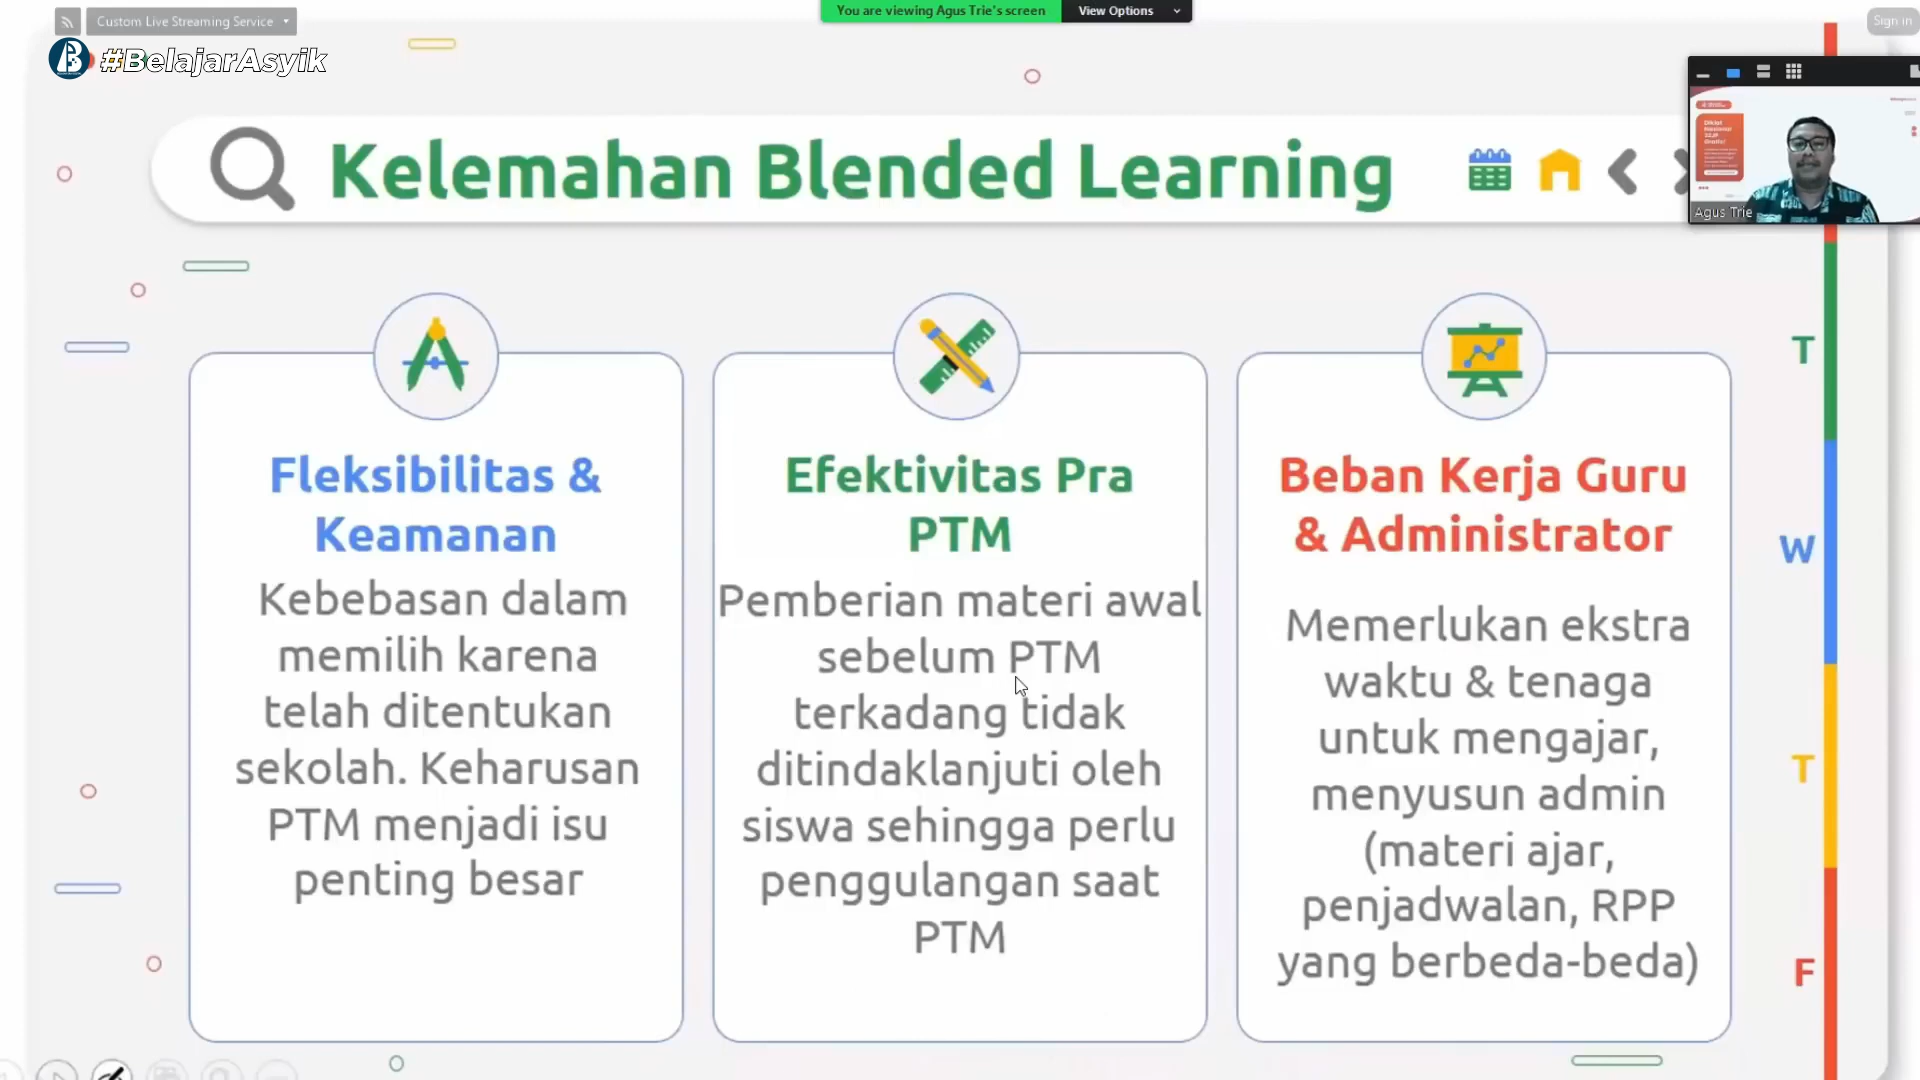 Custom Live Streaming Service
You are viewing Agus Trie's screen
View Options
Sign in
#BelajarAsyik
Kelemahan Blended Learning
Agus Trie
Fleksibilitas &
Keamanan
Kebebasan dalam
memilih karena
telah ditentukan
sekolah. Keharusan
PTM menjadi isu
penting besar
Efektivitas Pra
PTM
Pemberian materi awal
sebelum PTM
terkadang tidak
ditindaklanjuti oleh
siswa sehingga perlu
penggulangan saat
PTM
Beban Kerja Guru
& Administrator
Memerlukan ekstra
waktu & tenaga
untuk mengajar,
menyusun admin
(materi ajar,
penjadwalan, RPP
yang berbeda-beda)
T
W
T
F